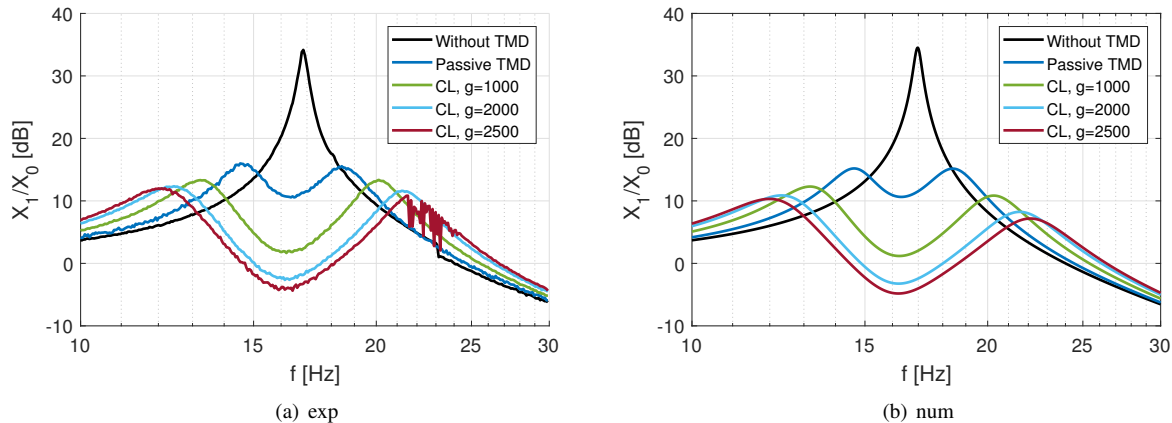 40
30
20
10
0
-10
X1/X0 [dB]
10
15
20
25
30
f [Hz]
Without TMD
Passive TMD
CL, g=1000
CL, g=2000
CL, g=2500
(a) exp
40
30
20
10
0
-10
X1/X0 [dB]
10
15
20
25
30
f [Hz]
Without TMD
Passive TMD
CL, g=1000
CL, g=2000
CL, g=2500
(b) num